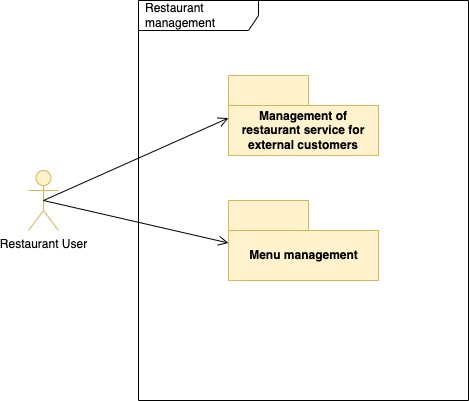 Restaurant
management
Management of
restaurant service for
external customers
Restaurant User
Menu management